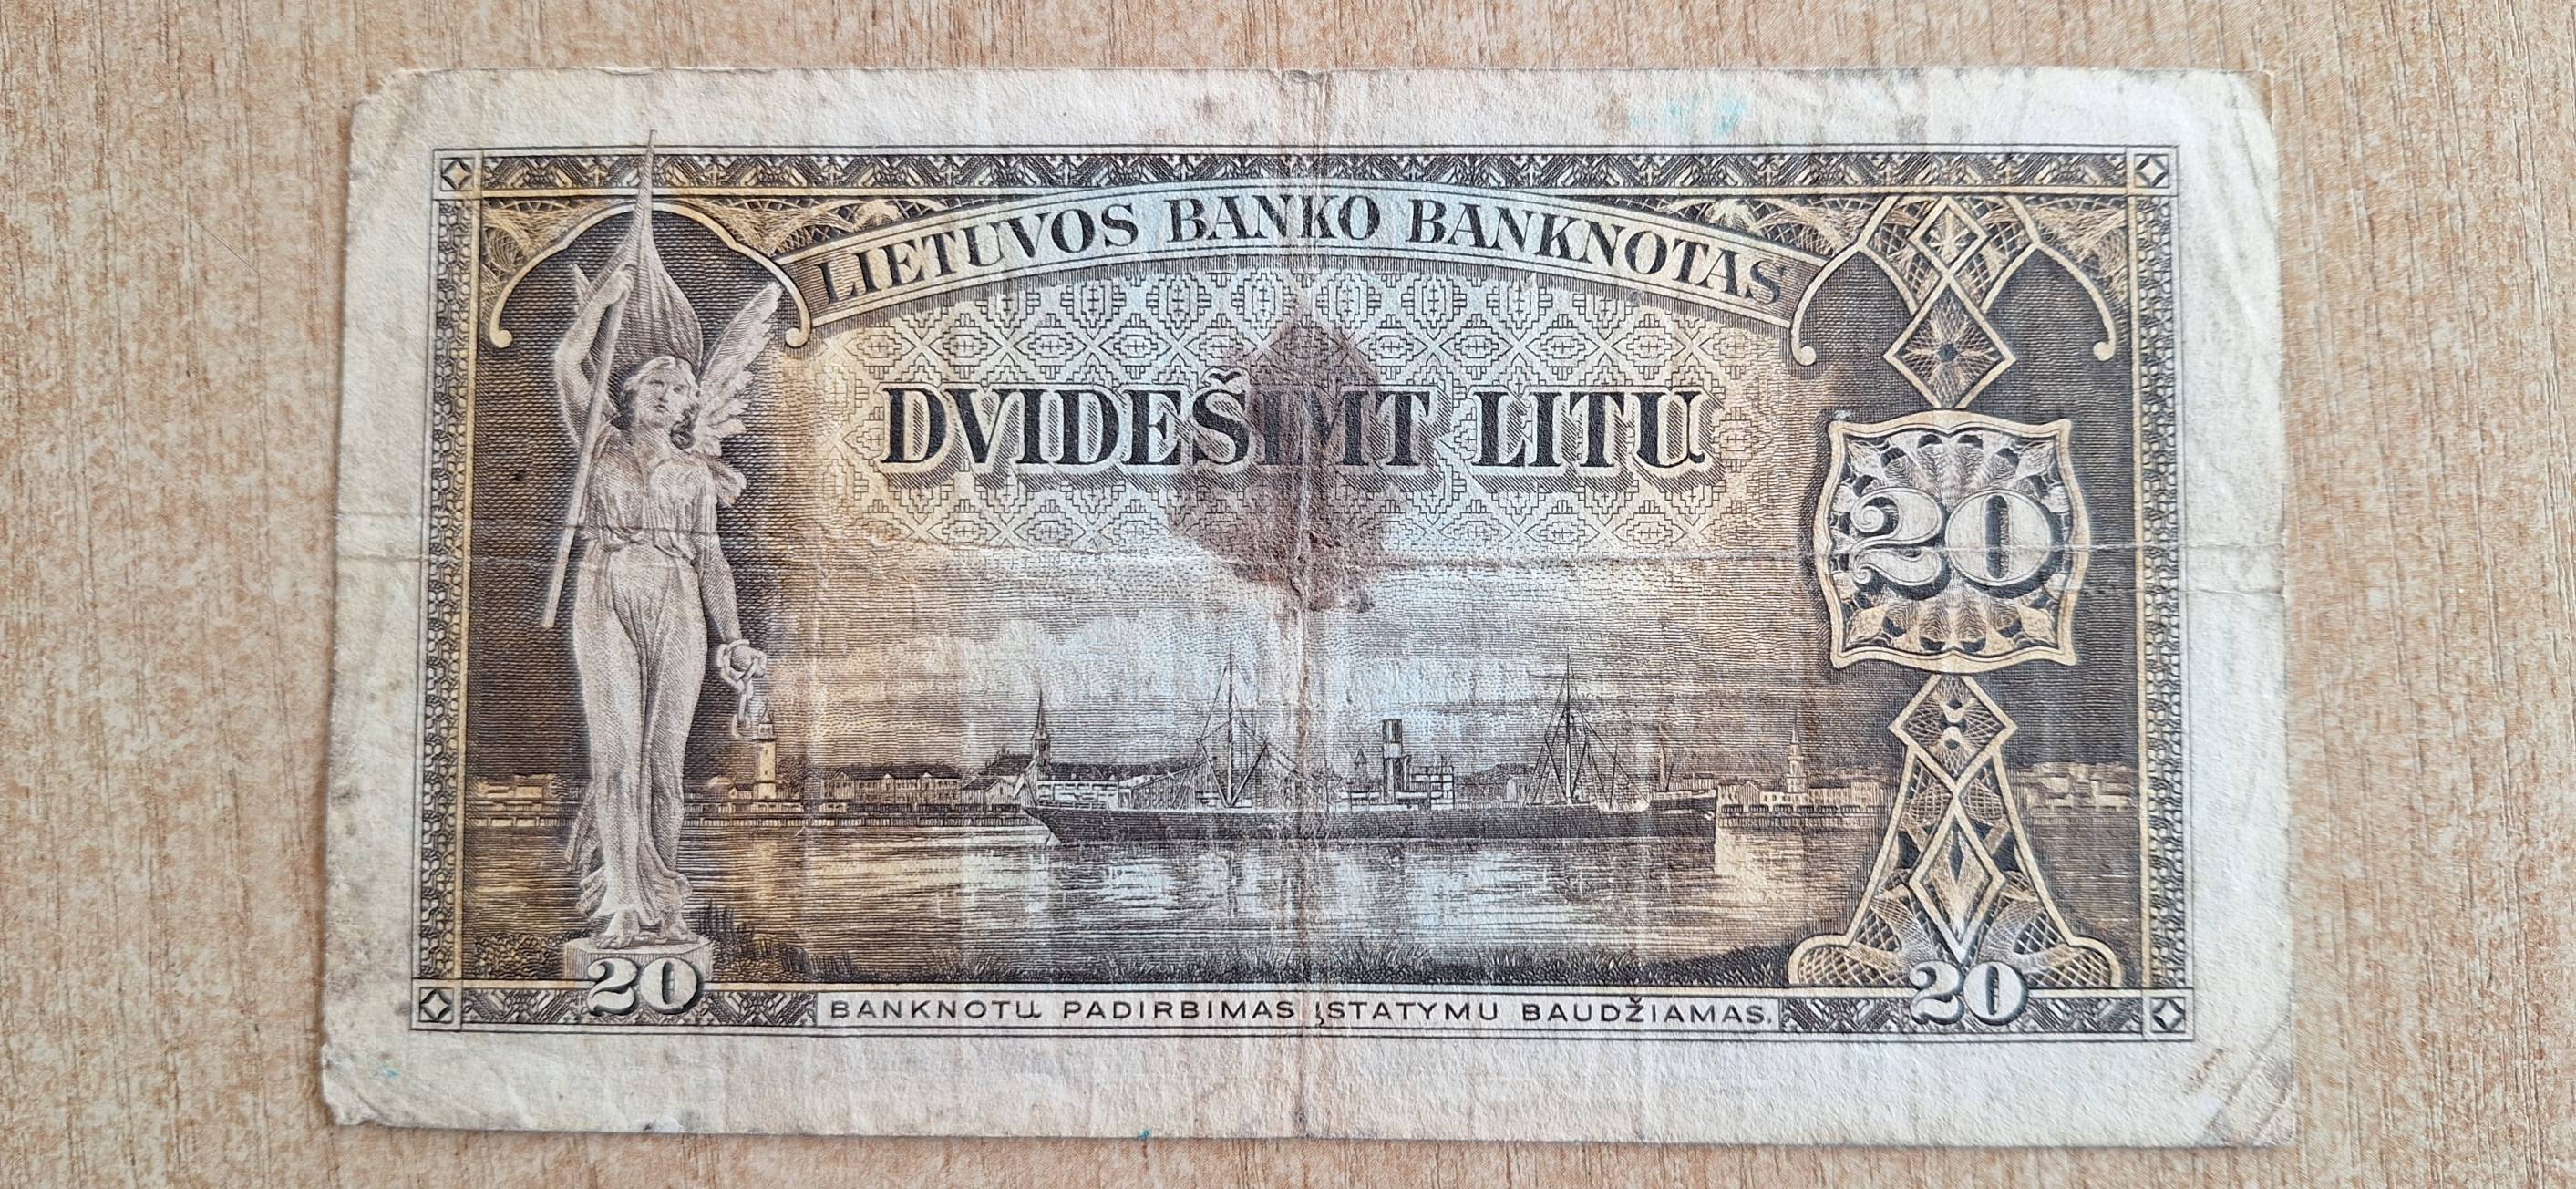 LIETUVOS BANKO BANKNOTAS
DVIDEŠIMT LITŲ
20
20
BANKNOTŲ PADIRBIMAS ĮSTATYMU BAUDŽIAMAS.
20